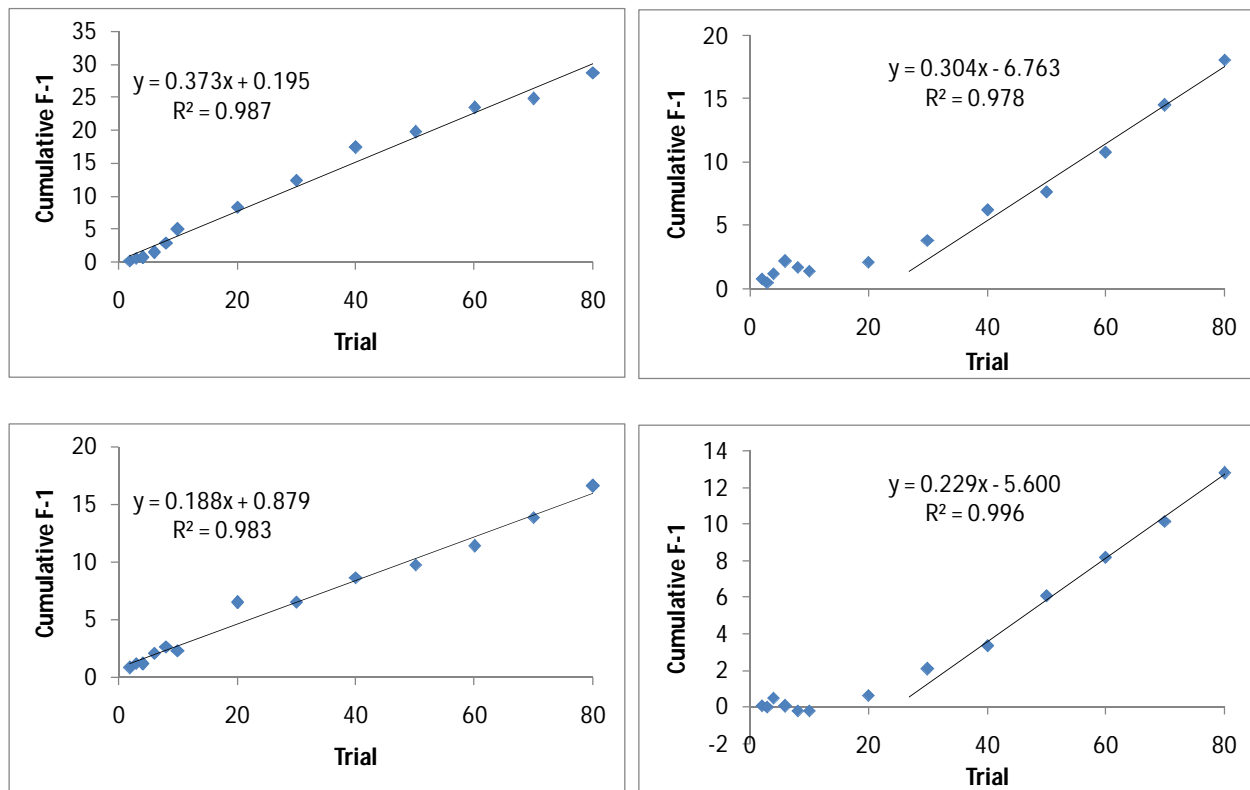 35
30
25
20
15
10
5
0
Cumulative F-1
y = 0.373x + 0.195
R² = 0.987
0 20 40 60 80
Trial
20
15
10
5
0
Cumulative F-1
y = 0.304x - 6.763
R² = 0.978
0 20 40 60 80
Trial
20
15
10
5
0
Cumulative F-1
y = 0.188x + 0.879
R² = 0.983
0 20 40 60 80
Trial
14
12
10
8
6
4
2
0
-2
Cumulative F-1
y = 0.229x - 5.600
R² = 0.996
0 20 40 60 80
Trial